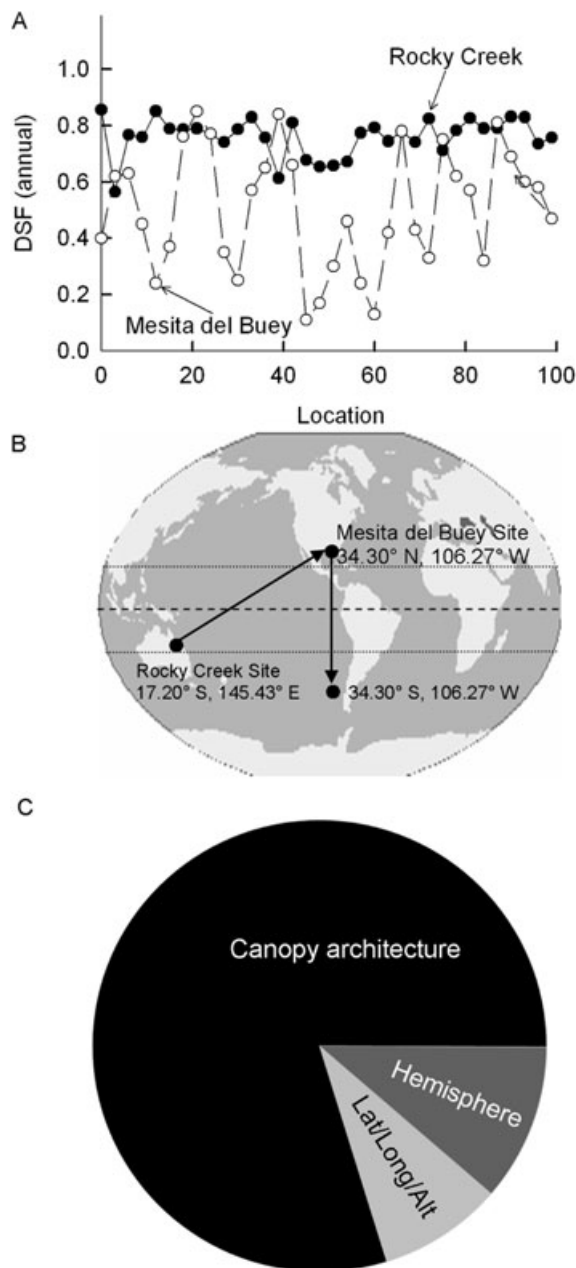 A
1.0
0.8
0.6
0.4
0.2
0.0
DSF (annual)
Rocky Creek
Mesita del Buey
0 20 40 60 80 100
Location
B
Mesita del Buey Site
34.30° N, 106.27° W
Rocky Creek Site
17.20° S, 145.43° E
34.30° S, 106.27° W
C
Canopy architecture
Hemisphere
Lat/Long/Alt